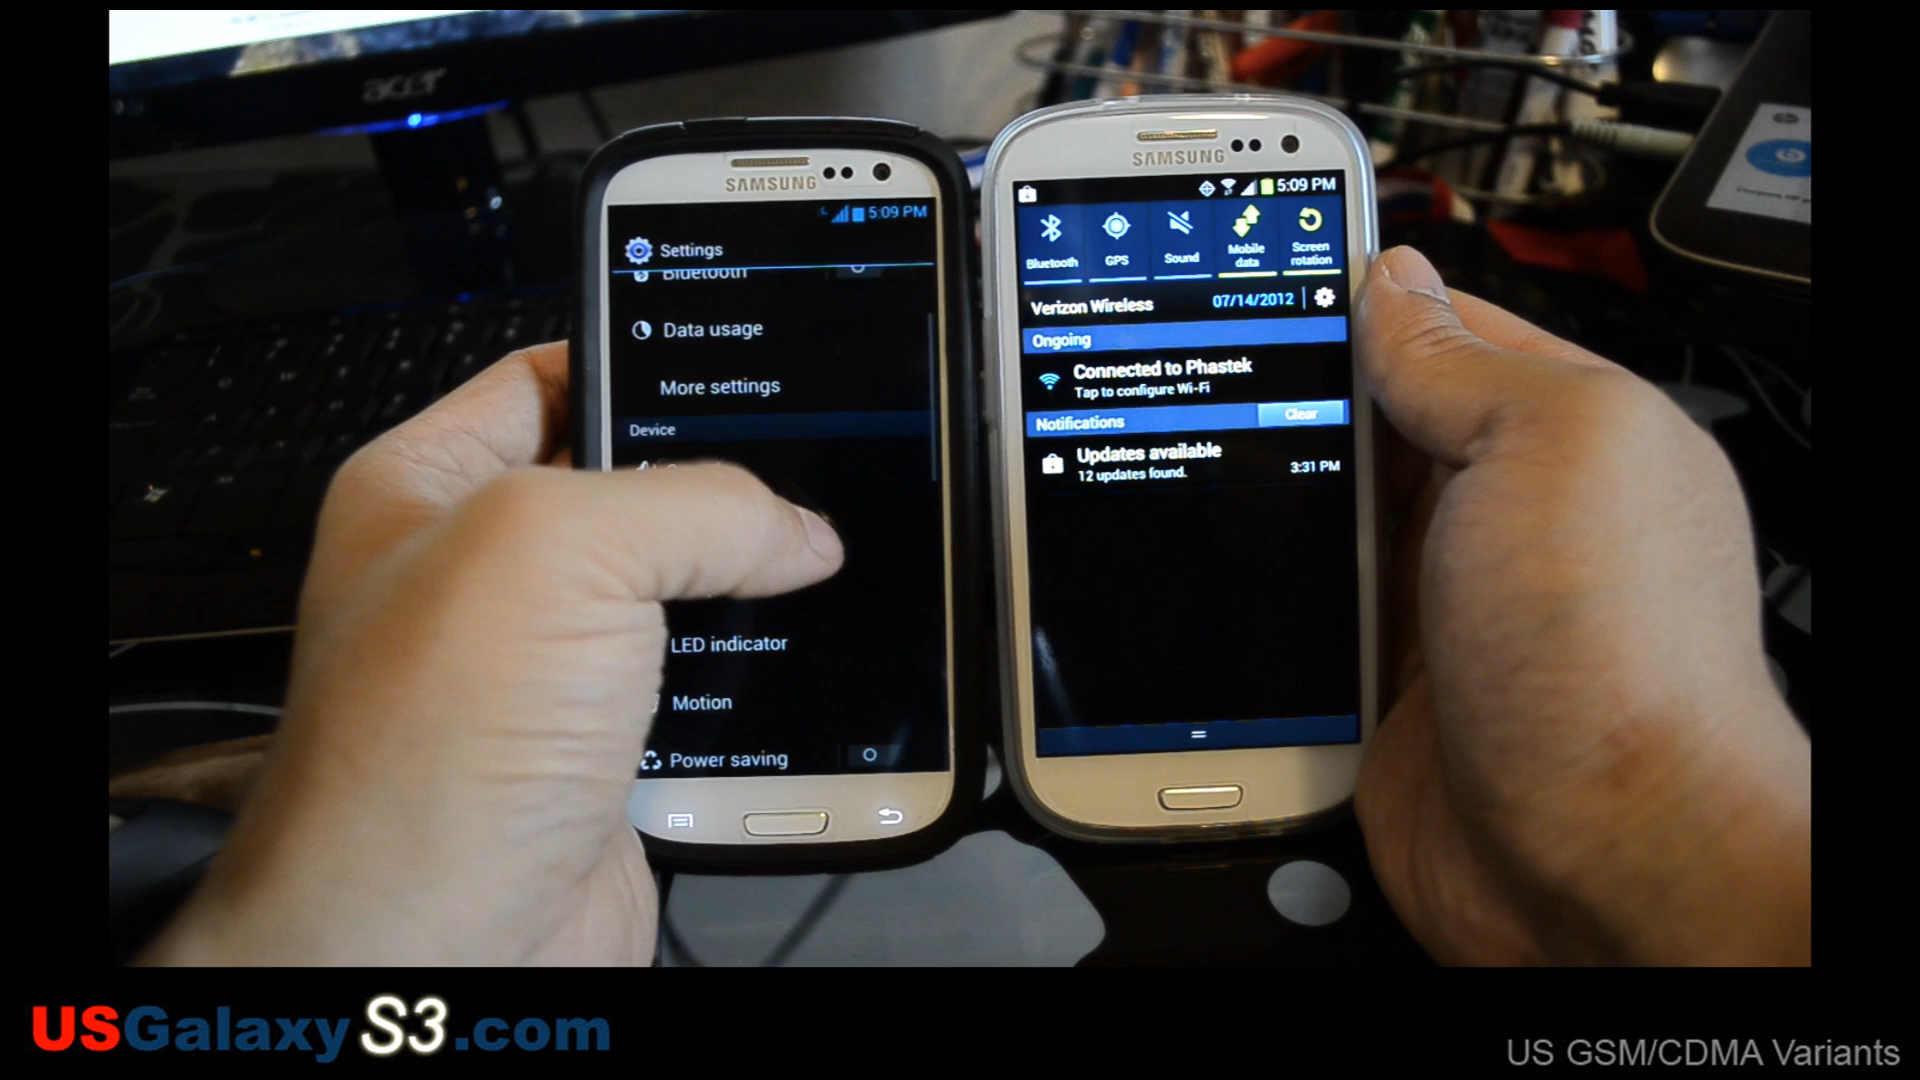 acer
SAMSUNG
5:09 PM
Settings
Bluetooth
Data usage
More settings
Device
LED indicator
Motion
Power saving
SAMSUNG
5:09 PM
Bluetooth
GPS
Sound
Mobile data
Screen rotation
Verizon Wireless 07/14/2012
Ongoing
Connected to Phastek
Tap to configure Wi-Fi
Notifications Clear
Updates available
12 updates found. 3:31 PM
USGalaxyS3.com
US GSM/CDMA Variants